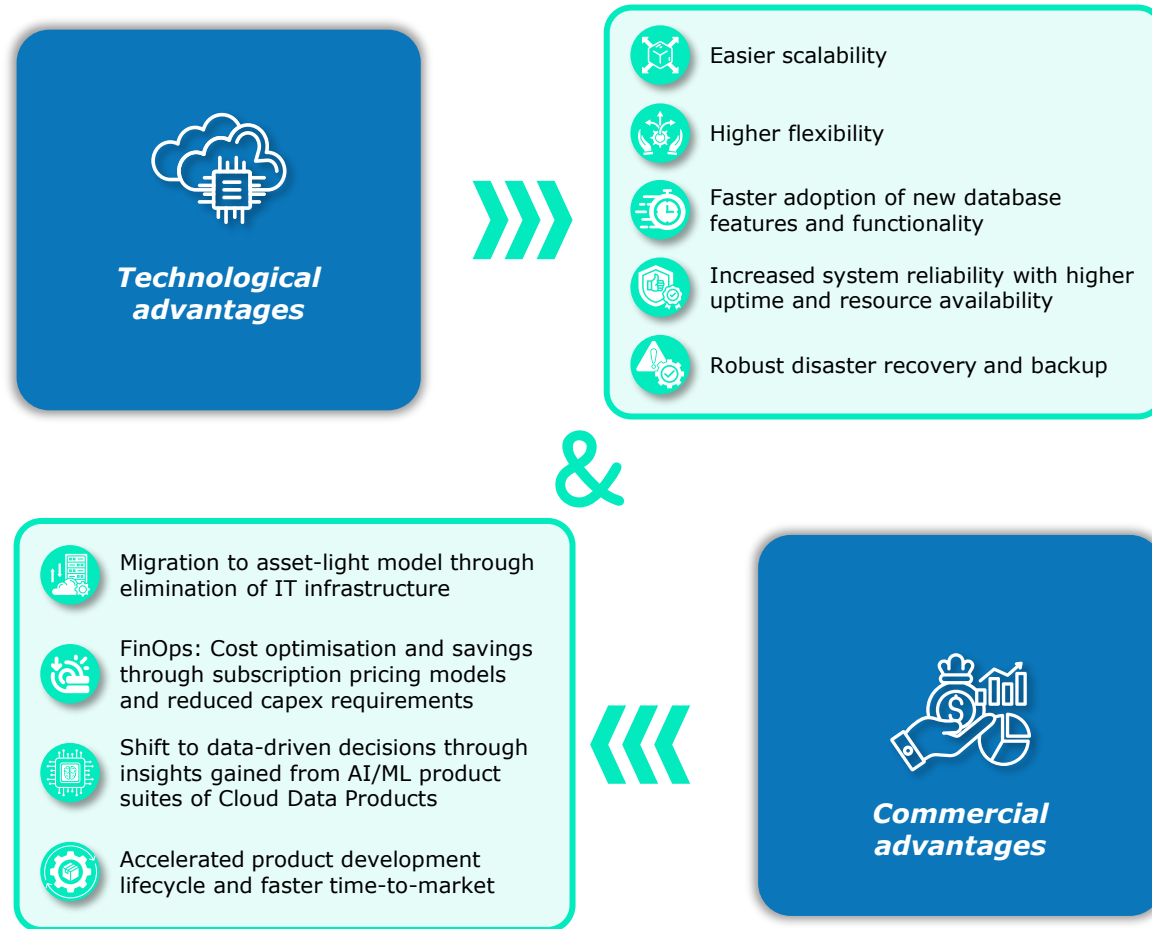 Technological
advantages
Easier scalability
Higher flexibility
Faster adoption of new database
features and functionality
Increased system reliability with higher
uptime and resource availability
Robust disaster recovery and backup
&
Migration to asset-light model through
elimination of IT infrastructure
FinOps: Cost optimisation and savings
through subscription pricing models
and reduced capex requirements
Shift to data-driven decisions through
insights gained from AI/ML product
suites of Cloud Data Products
Accelerated product development
lifecycle and faster time-to-market
Commercial
advantages